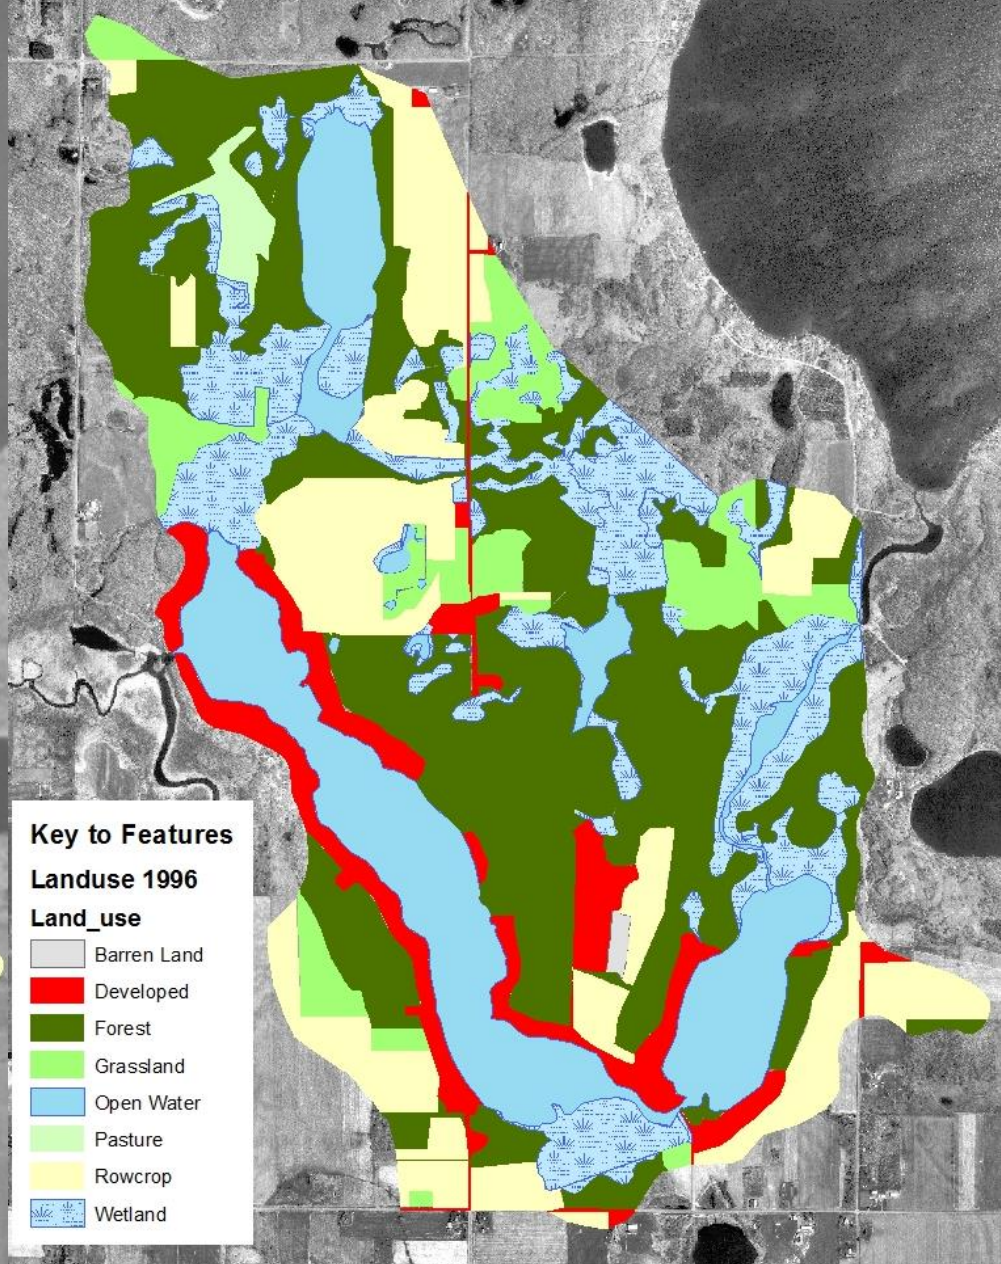 Key to Features
Landuse 1996
Land_use
Barren Land
Developed
Forest
Grassland
Open Water
Pasture
Rowcrop
Wetland